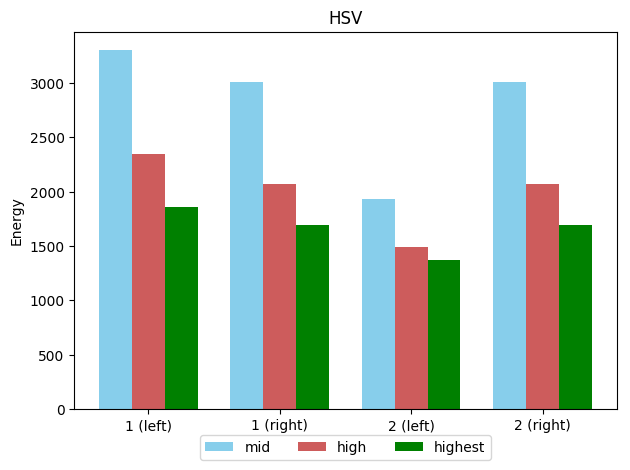 HSV
Energy
3000
2500
2000
1500
1000
500
0
1 (left) 1 (right) 2 (left) 2 (right)
mid high highest